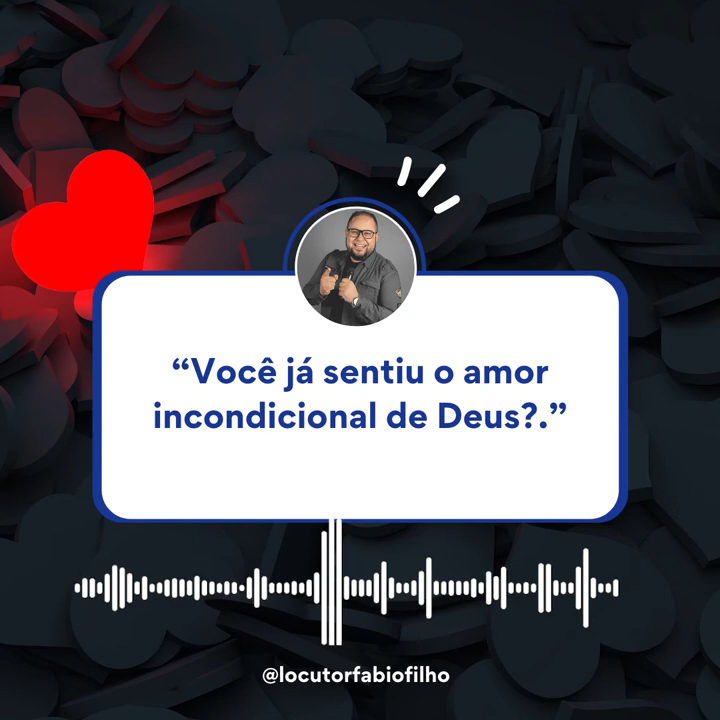 “Você já sentiu o amor
incondicional de Deus?.”
@locutorfabiofilho